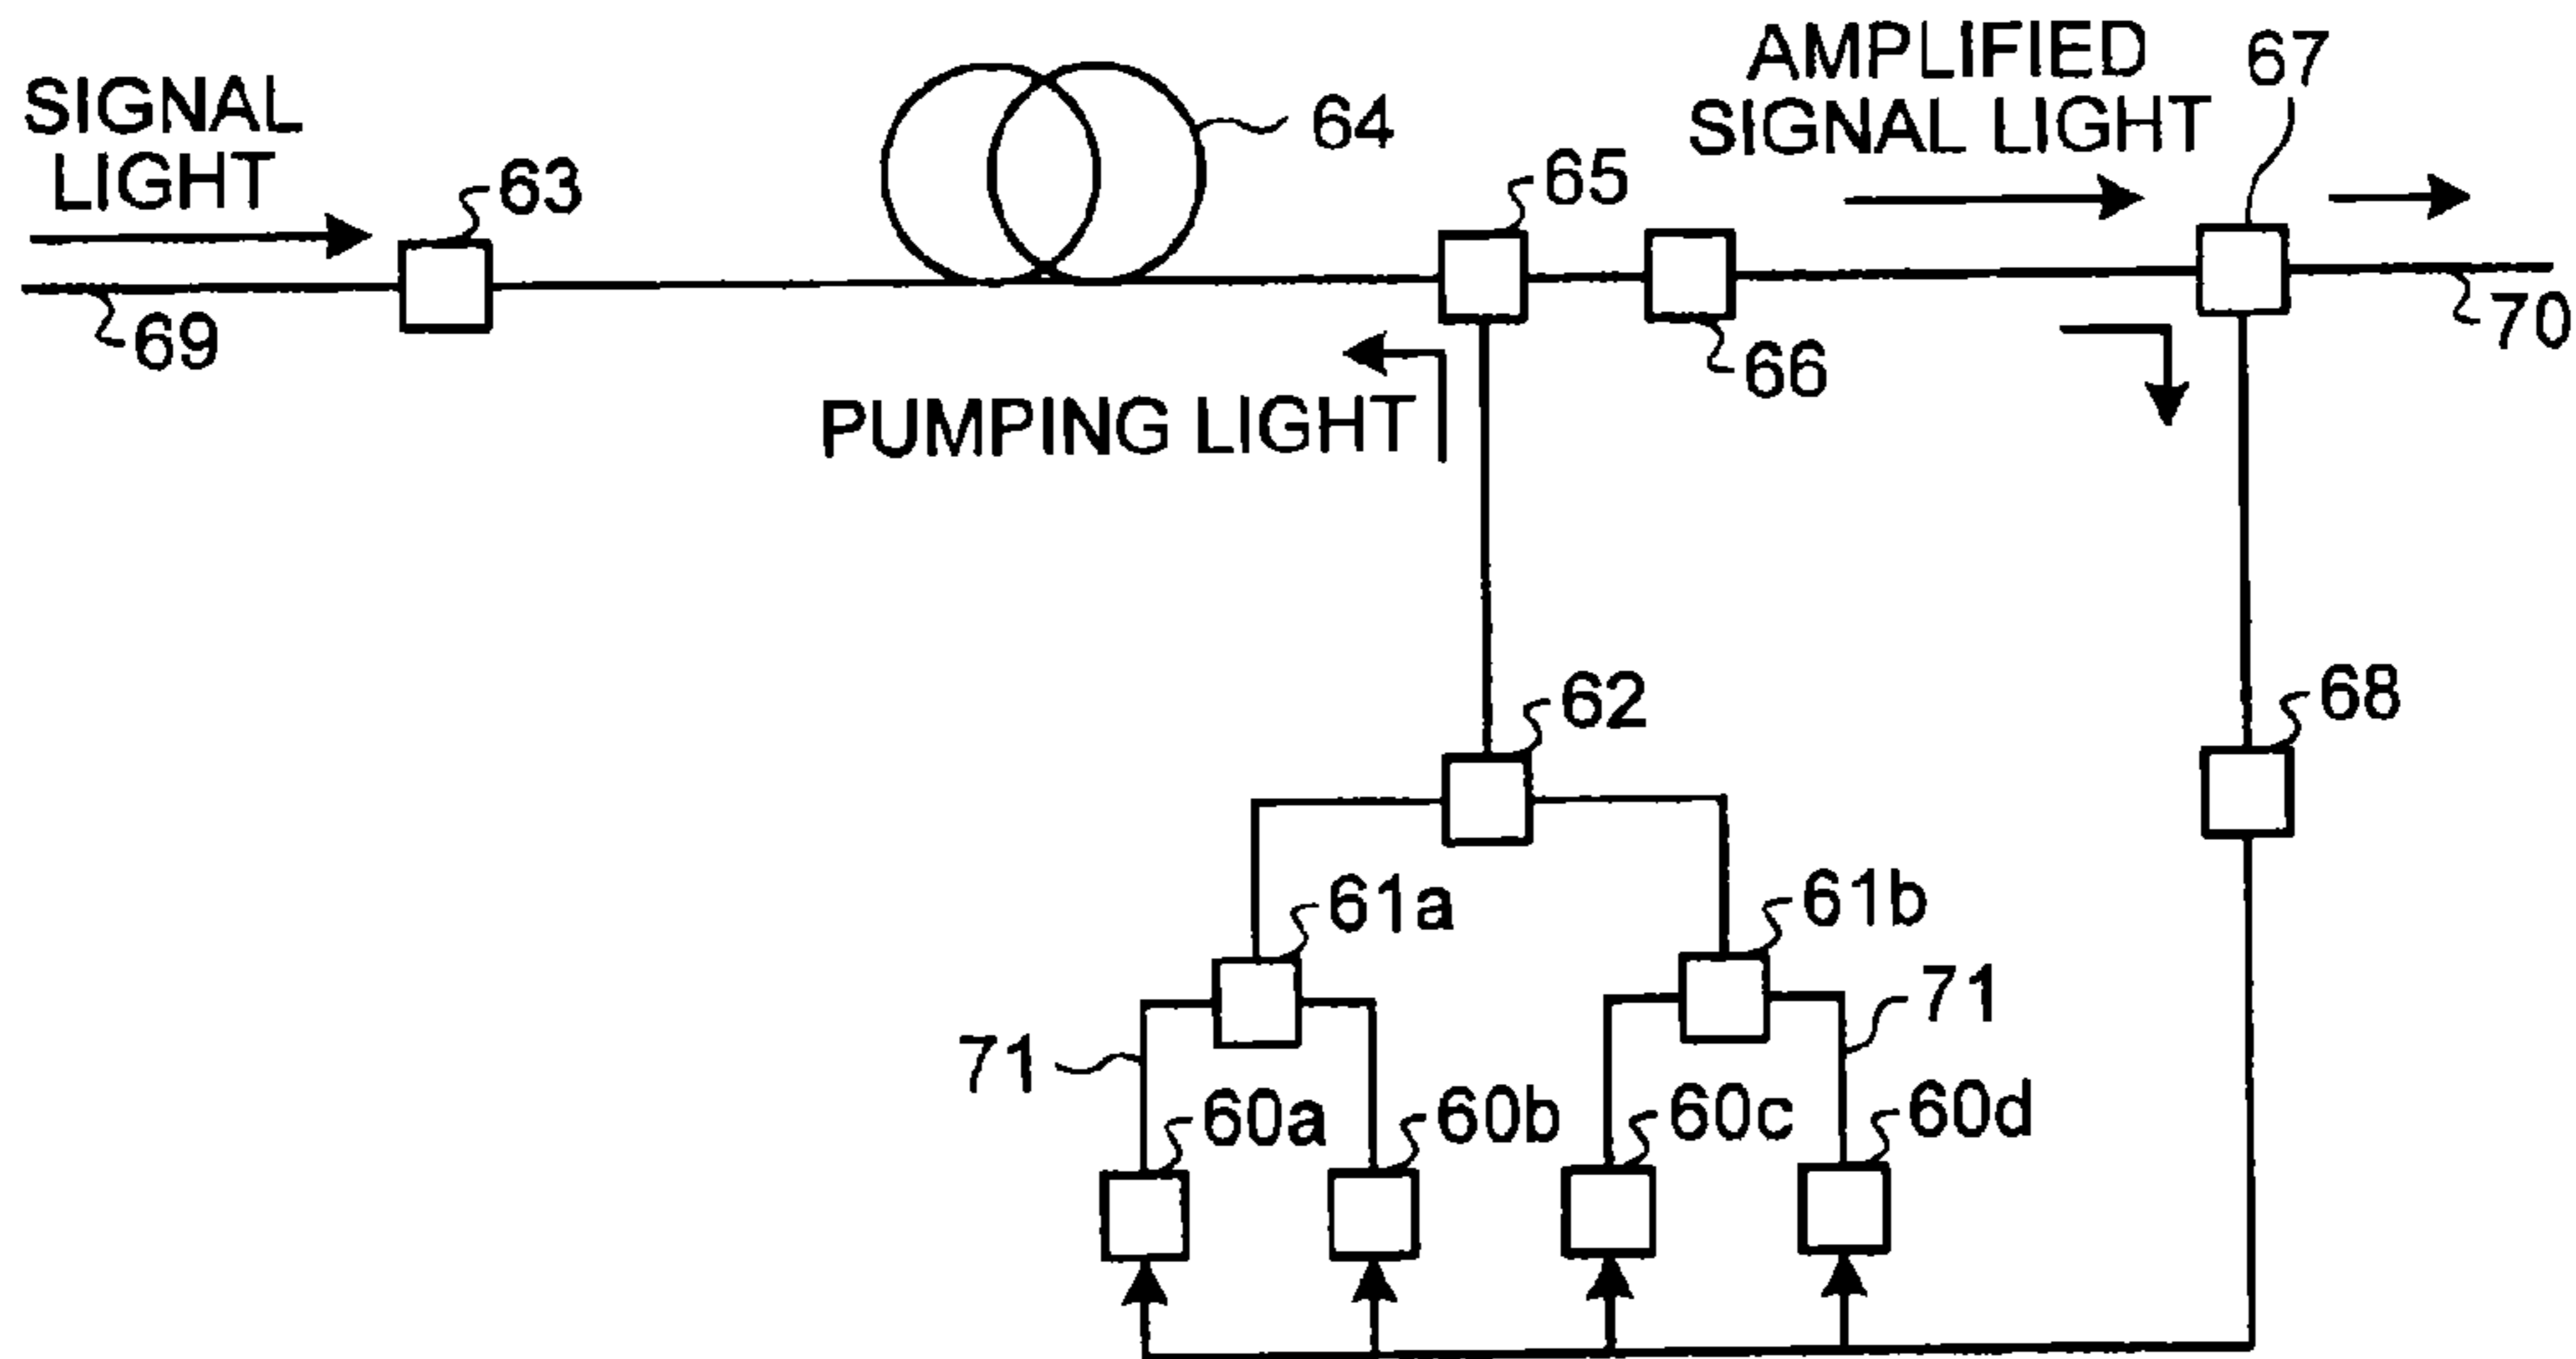 SIGNAL
LIGHT
63
69
64
65
AMPLIFIED
SIGNAL LIGHT
67
66
70
PUMPING LIGHT
62
68
61a
61b
71
71
60a
60b
60c
60d